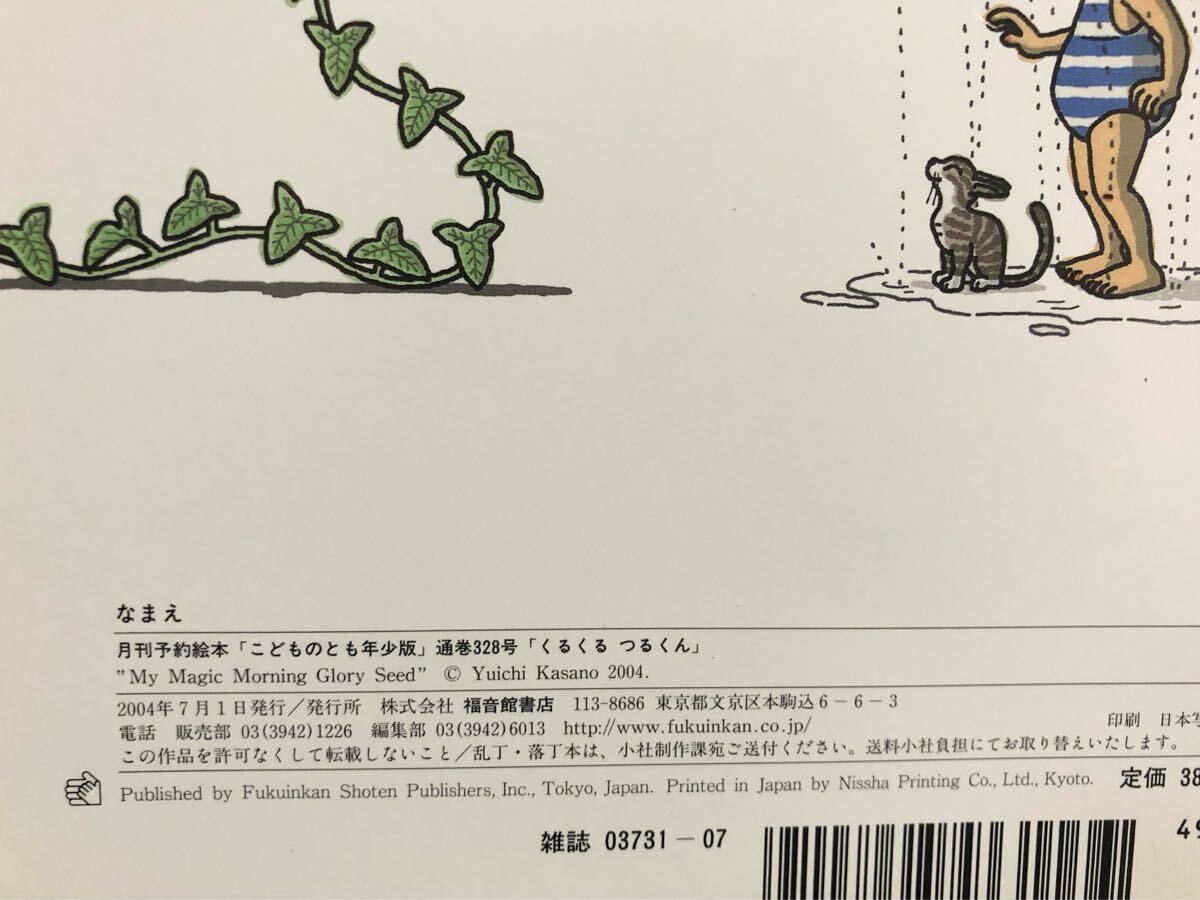 なまえ
月刊予約絵本「こどものとも年少版」通巻328号「くるくる つるくん」
"My Magic Morning Glory Seed" © Yuichi Kasano 2004.
2004年7月1日発行／発行所 株式会社 福音館書店 113-8686 東京都文京区本駒込6－6－3
電話 販売部 03(3942)1226 編集部 03(3942)6013 http://www.fukuinkan.co.jp/ 印刷 日本写
この作品を許可なくして転載しないこと／乱丁・落丁本は、小社制作課宛ご送付ください。送料小社負担にてお取り替えいたします。
Published by Fukuinkan Shoten Publishers, Inc., Tokyo, Japan. Printed in Japan by Nissha Printing Co., Ltd., Kyoto. 定価 38
雑誌 03731－07
49